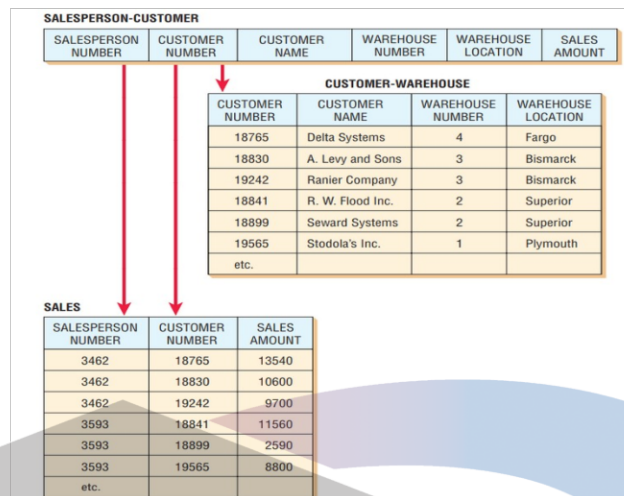 SALESPERSON-CUSTOMER
SALESPERSON NUMBER CUSTOMER NUMBER CUSTOMER NAME WAREHOUSE NUMBER WAREHOUSE LOCATION SALES AMOUNT
CUSTOMER-WAREHOUSE
CUSTOMER NUMBER CUSTOMER NAME WAREHOUSE NUMBER WAREHOUSE LOCATION
18765 Delta Systems 4 Fargo
18830 A. Levy and Sons 3 Bismarck
19242 Ranier Company 3 Bismarck
18841 R. W. Flood Inc. 2 Superior
18899 Seward Systems 2 Superior
19565 Stodola's Inc. 1 Plymouth
etc.
SALES
SALESPERSON NUMBER CUSTOMER NUMBER SALES AMOUNT
3462 18765 13540
3462 18830 10600
3462 19242 9700
3593 18841 11560
3593 18899 2590
3593 19565 8800
etc.